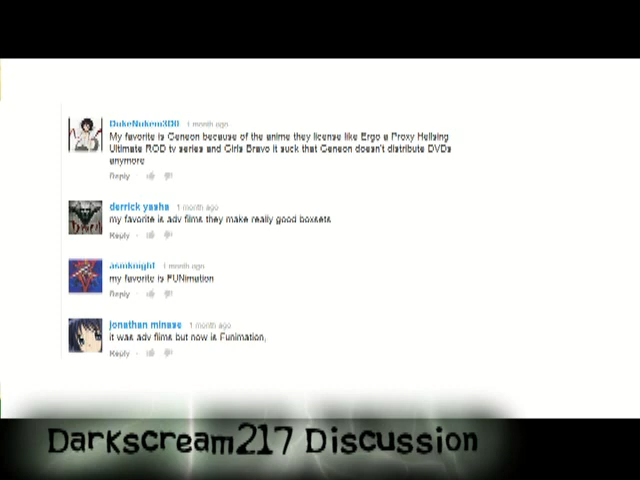 DukeNukem3D0 1 month ago
My favorite is Geneon because of the anime they license like Ergo a Proxy Hellsing
Ultimate ROD tv series and Girls Bravo it suck that Geneon doesn't distribute DVDs
anymore
Reply
derrick yasha 1 month ago
my favorite is adv films they make really good boxsets
Reply
asmknight 1 month ago
my favorite is FUNimation
Reply
jonathan minase 1 month ago
it was adv films but now is Funimation,
Reply
Darkscream217 Discussion